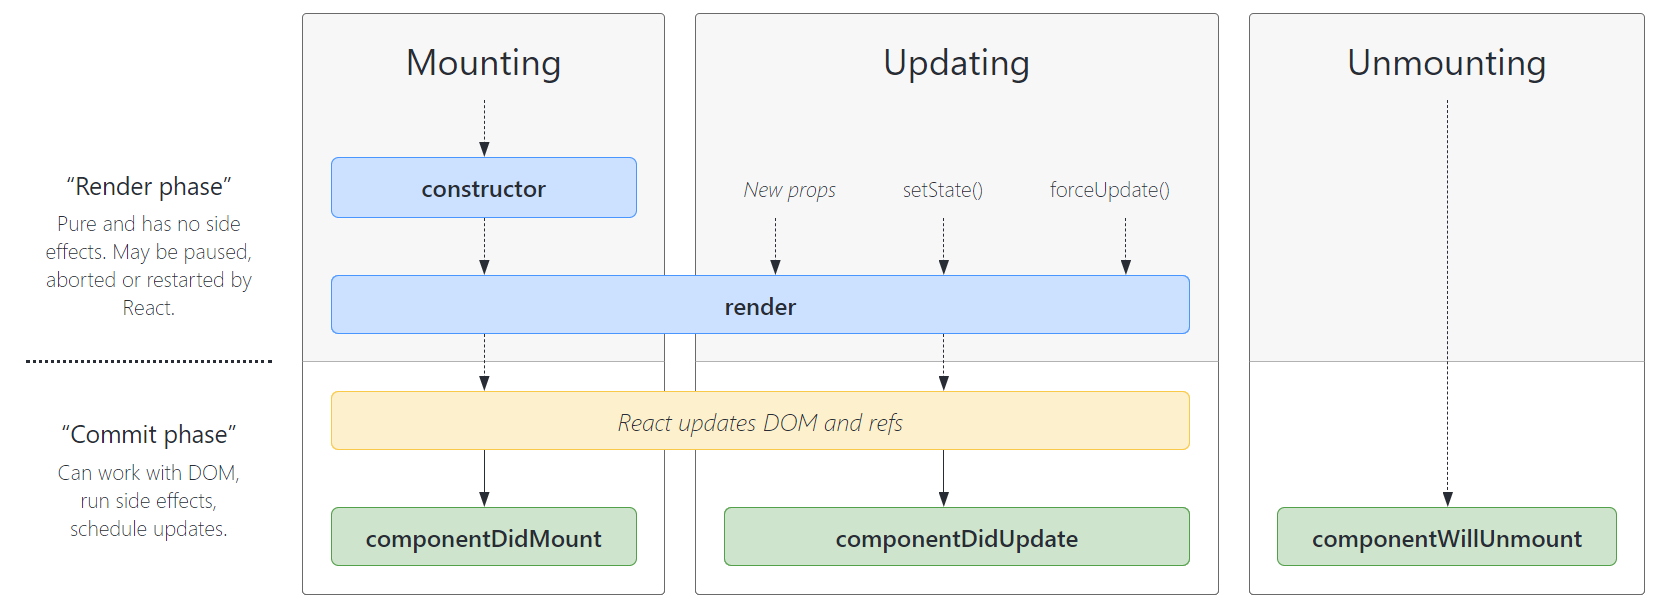 Mounting
Updating
Unmounting
“Render phase”
Pure and has no side
effects. May be paused,
aborted or restarted by
React.
constructor
New props
setState()
forceUpdate()
render
“Commit phase”
Can work with DOM,
run side effects,
schedule updates.
React updates DOM and refs
componentDidMount
componentDidUpdate
componentWillUnmount